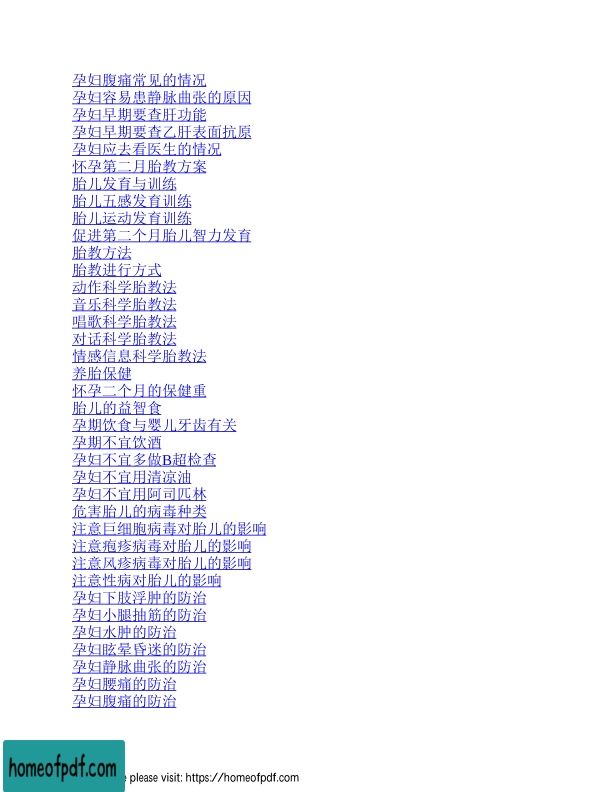 孕妇腹痛常见的情况
孕妇容易患静脉曲张的原因
孕妇早期要查肝功能
孕妇早期要查乙肝表面抗原
孕妇应去看医生的情况
怀孕第二月胎教方案
胎儿发育与训练
胎儿五感发育训练
胎儿运动发育训练
促进第二个月胎儿智力发育
胎教方法
胎教进行方式
动作科学胎教法
音乐科学胎教法
唱歌科学胎教法
对话科学胎教法
情感信息科学胎教法
养胎保健
怀孕二个月的保健重
胎儿的益智食
孕期饮食与婴儿牙齿有关
孕期不宜饮酒
孕妇不宜多做B超检查
孕妇不宜用清凉油
孕妇不宜用阿司匹林
危害胎儿的病毒种类
注意巨细胞病毒对胎儿的影响
注意疱疹病毒对胎儿的影响
注意风疹病毒对胎儿的影响
注意性病对胎儿的影响
孕妇下肢浮肿的防治
孕妇小腿抽筋的防治
孕妇水肿的防治
孕妇眩晕昏迷的防治
孕妇静脉曲张的防治
孕妇腰痛的防治
孕妇腹痛的防治
homeofpdf.com
e please visit: https://homeofpdf.com